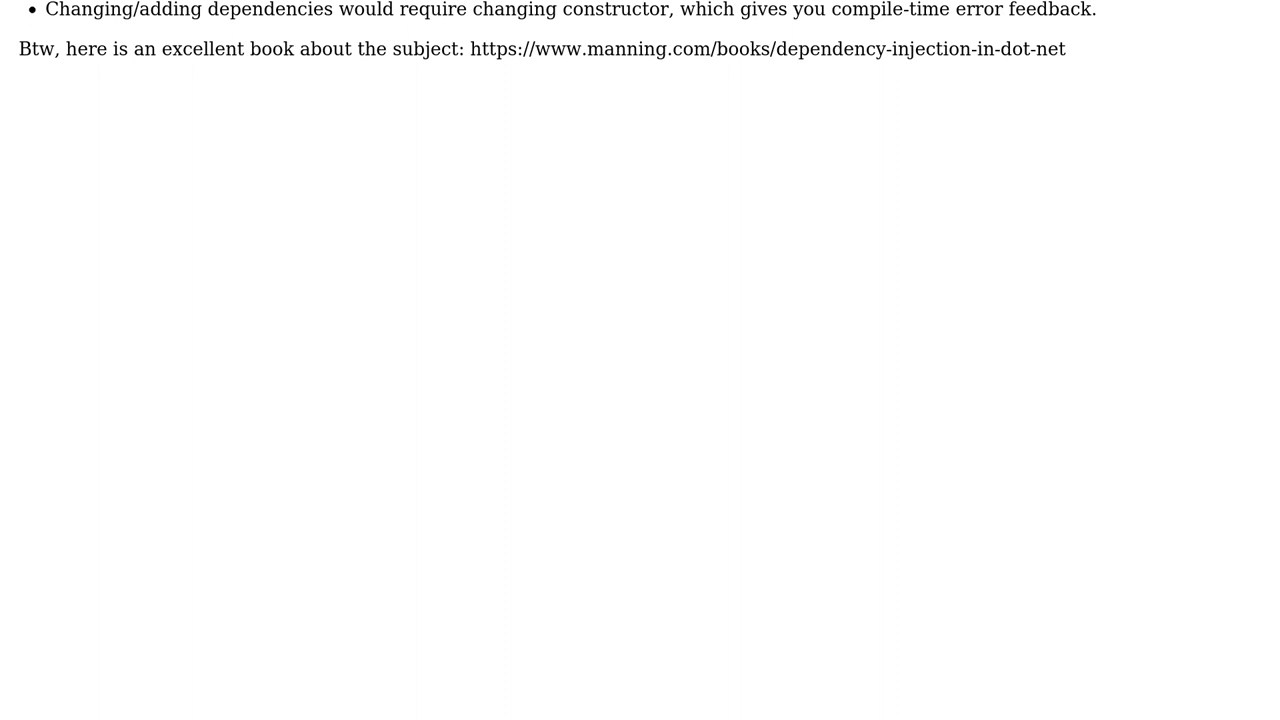 • Changing/adding dependencies would require changing constructor, which gives you compile-time error feedback.
Btw, here is an excellent book about the subject: https://www.manning.com/books/dependency-injection-in-dot-net